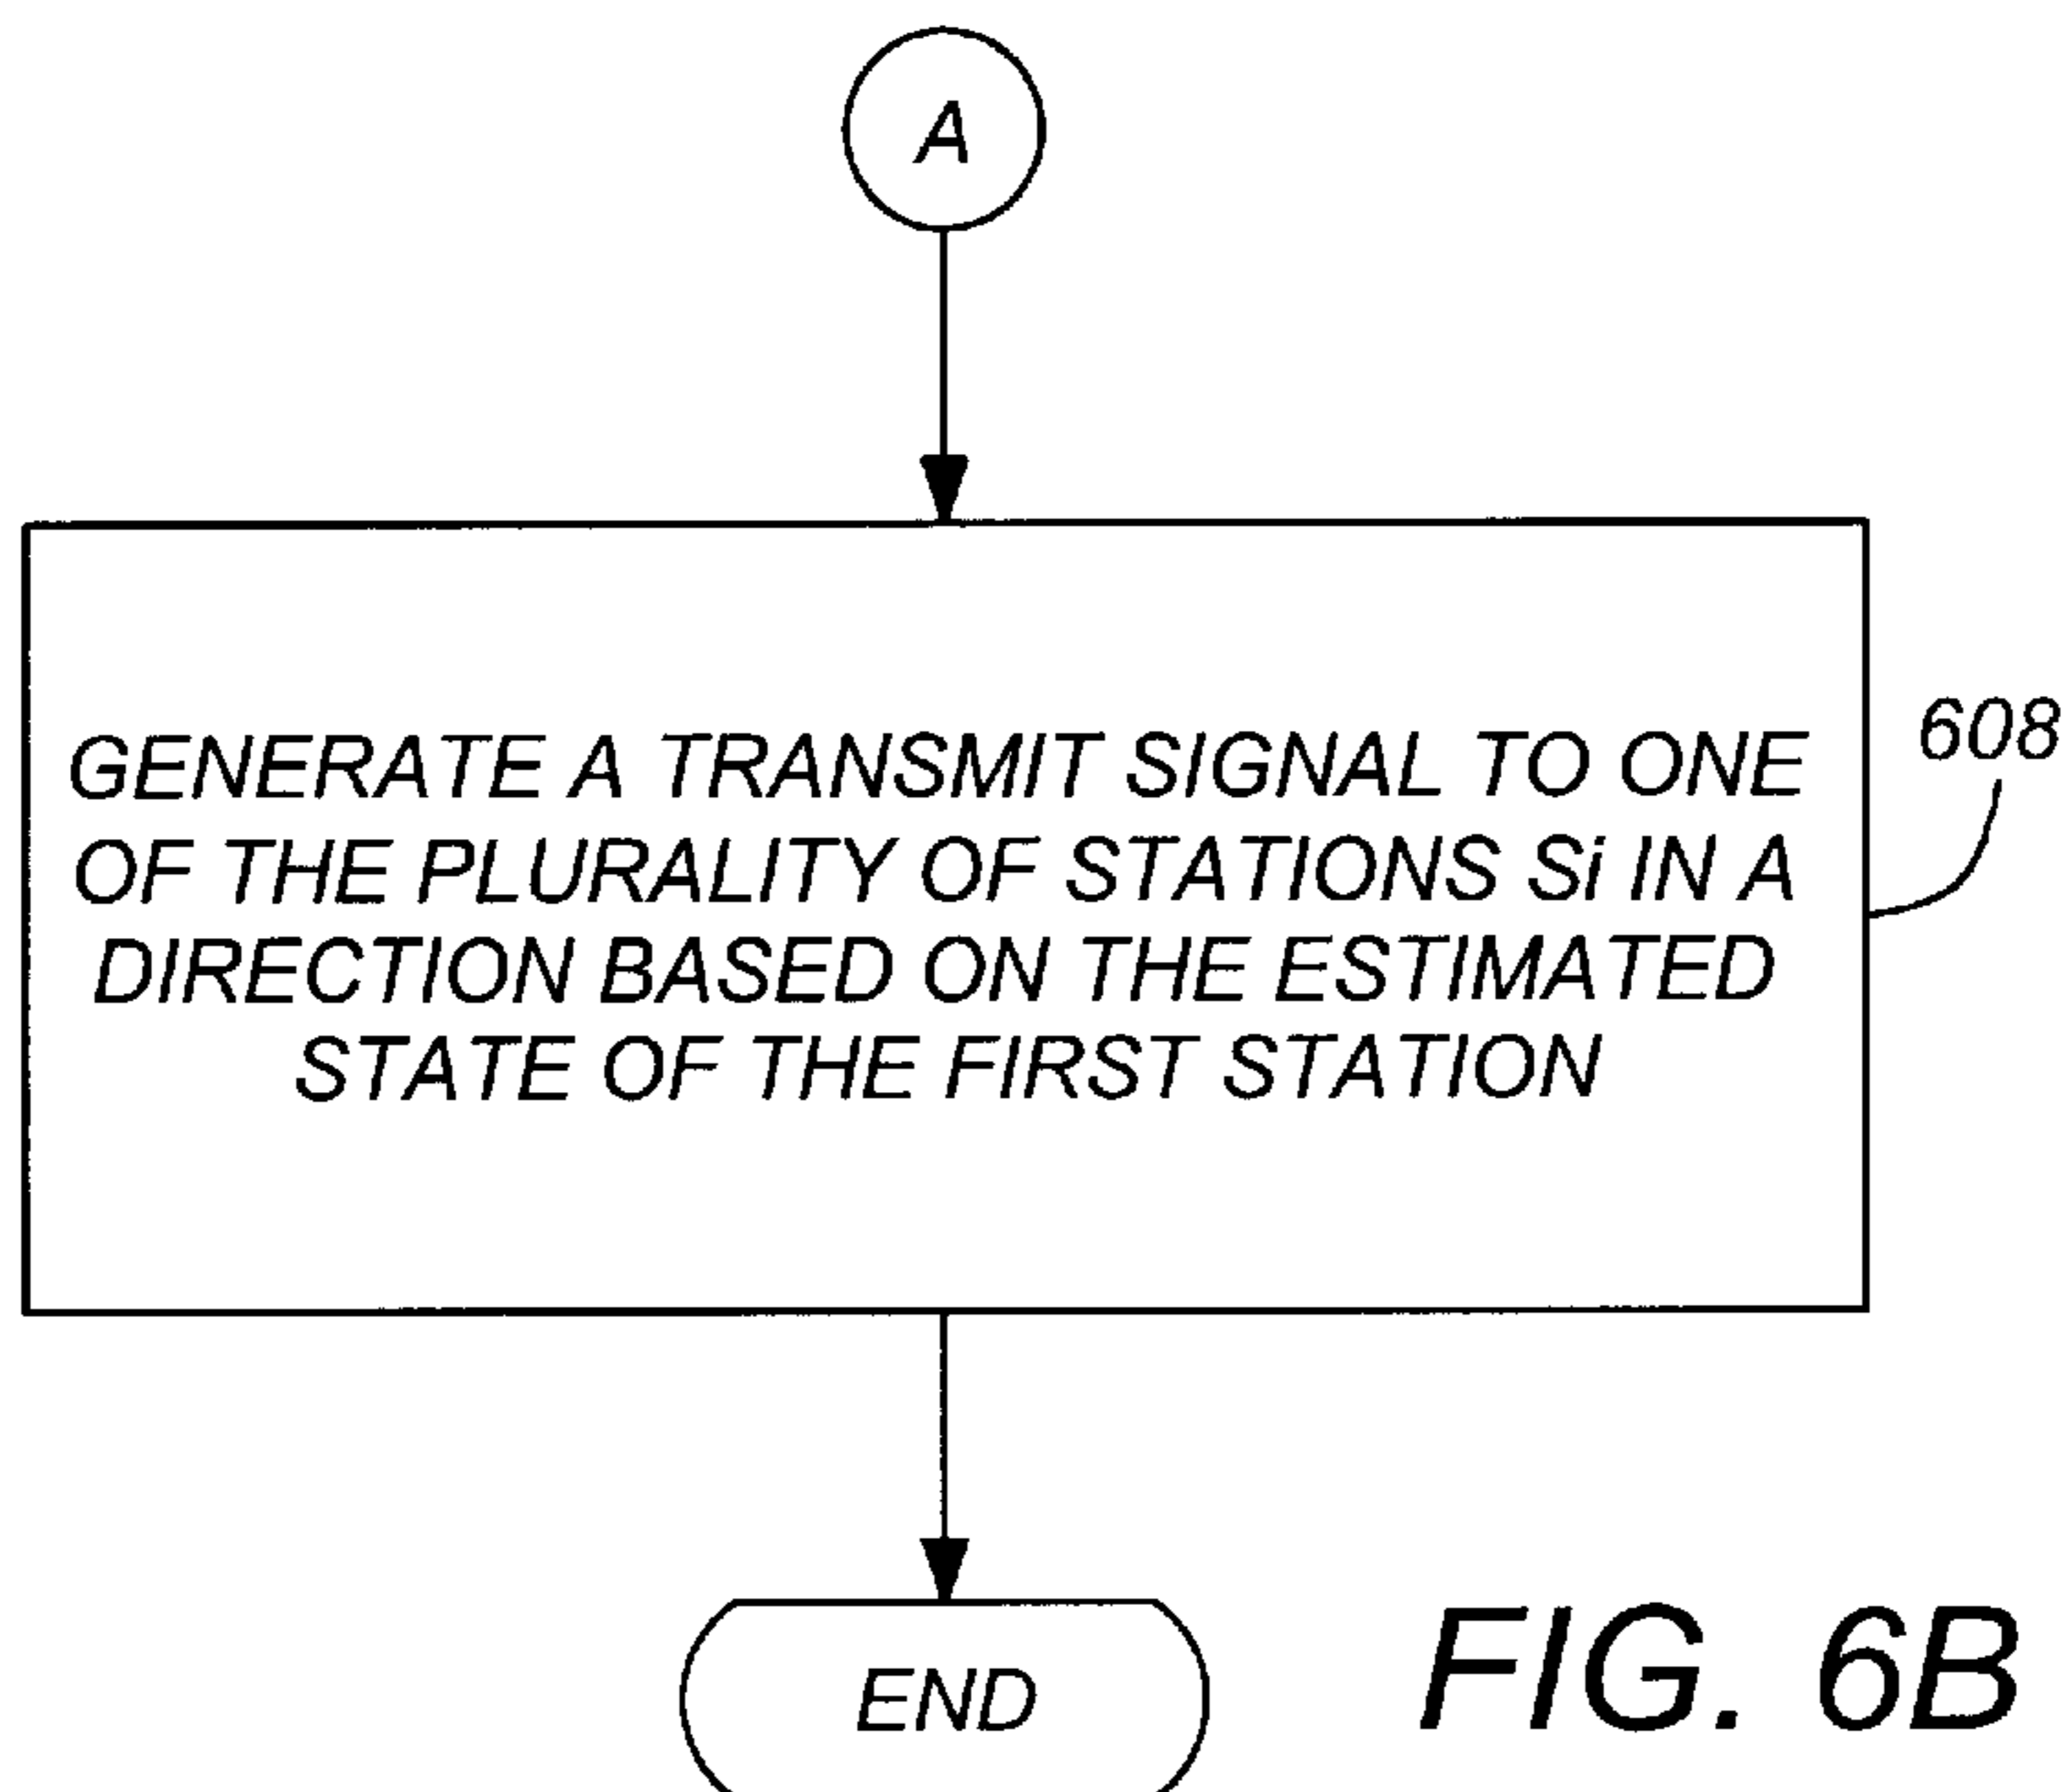 A
GENERATE A TRANSMIT SIGNAL TO ONE
OF THE PLURALITY OF STATIONS Si IN A
DIRECTION BASED ON THE ESTIMATED
STATE OF THE FIRST STATION
608
END
FIG. 6B